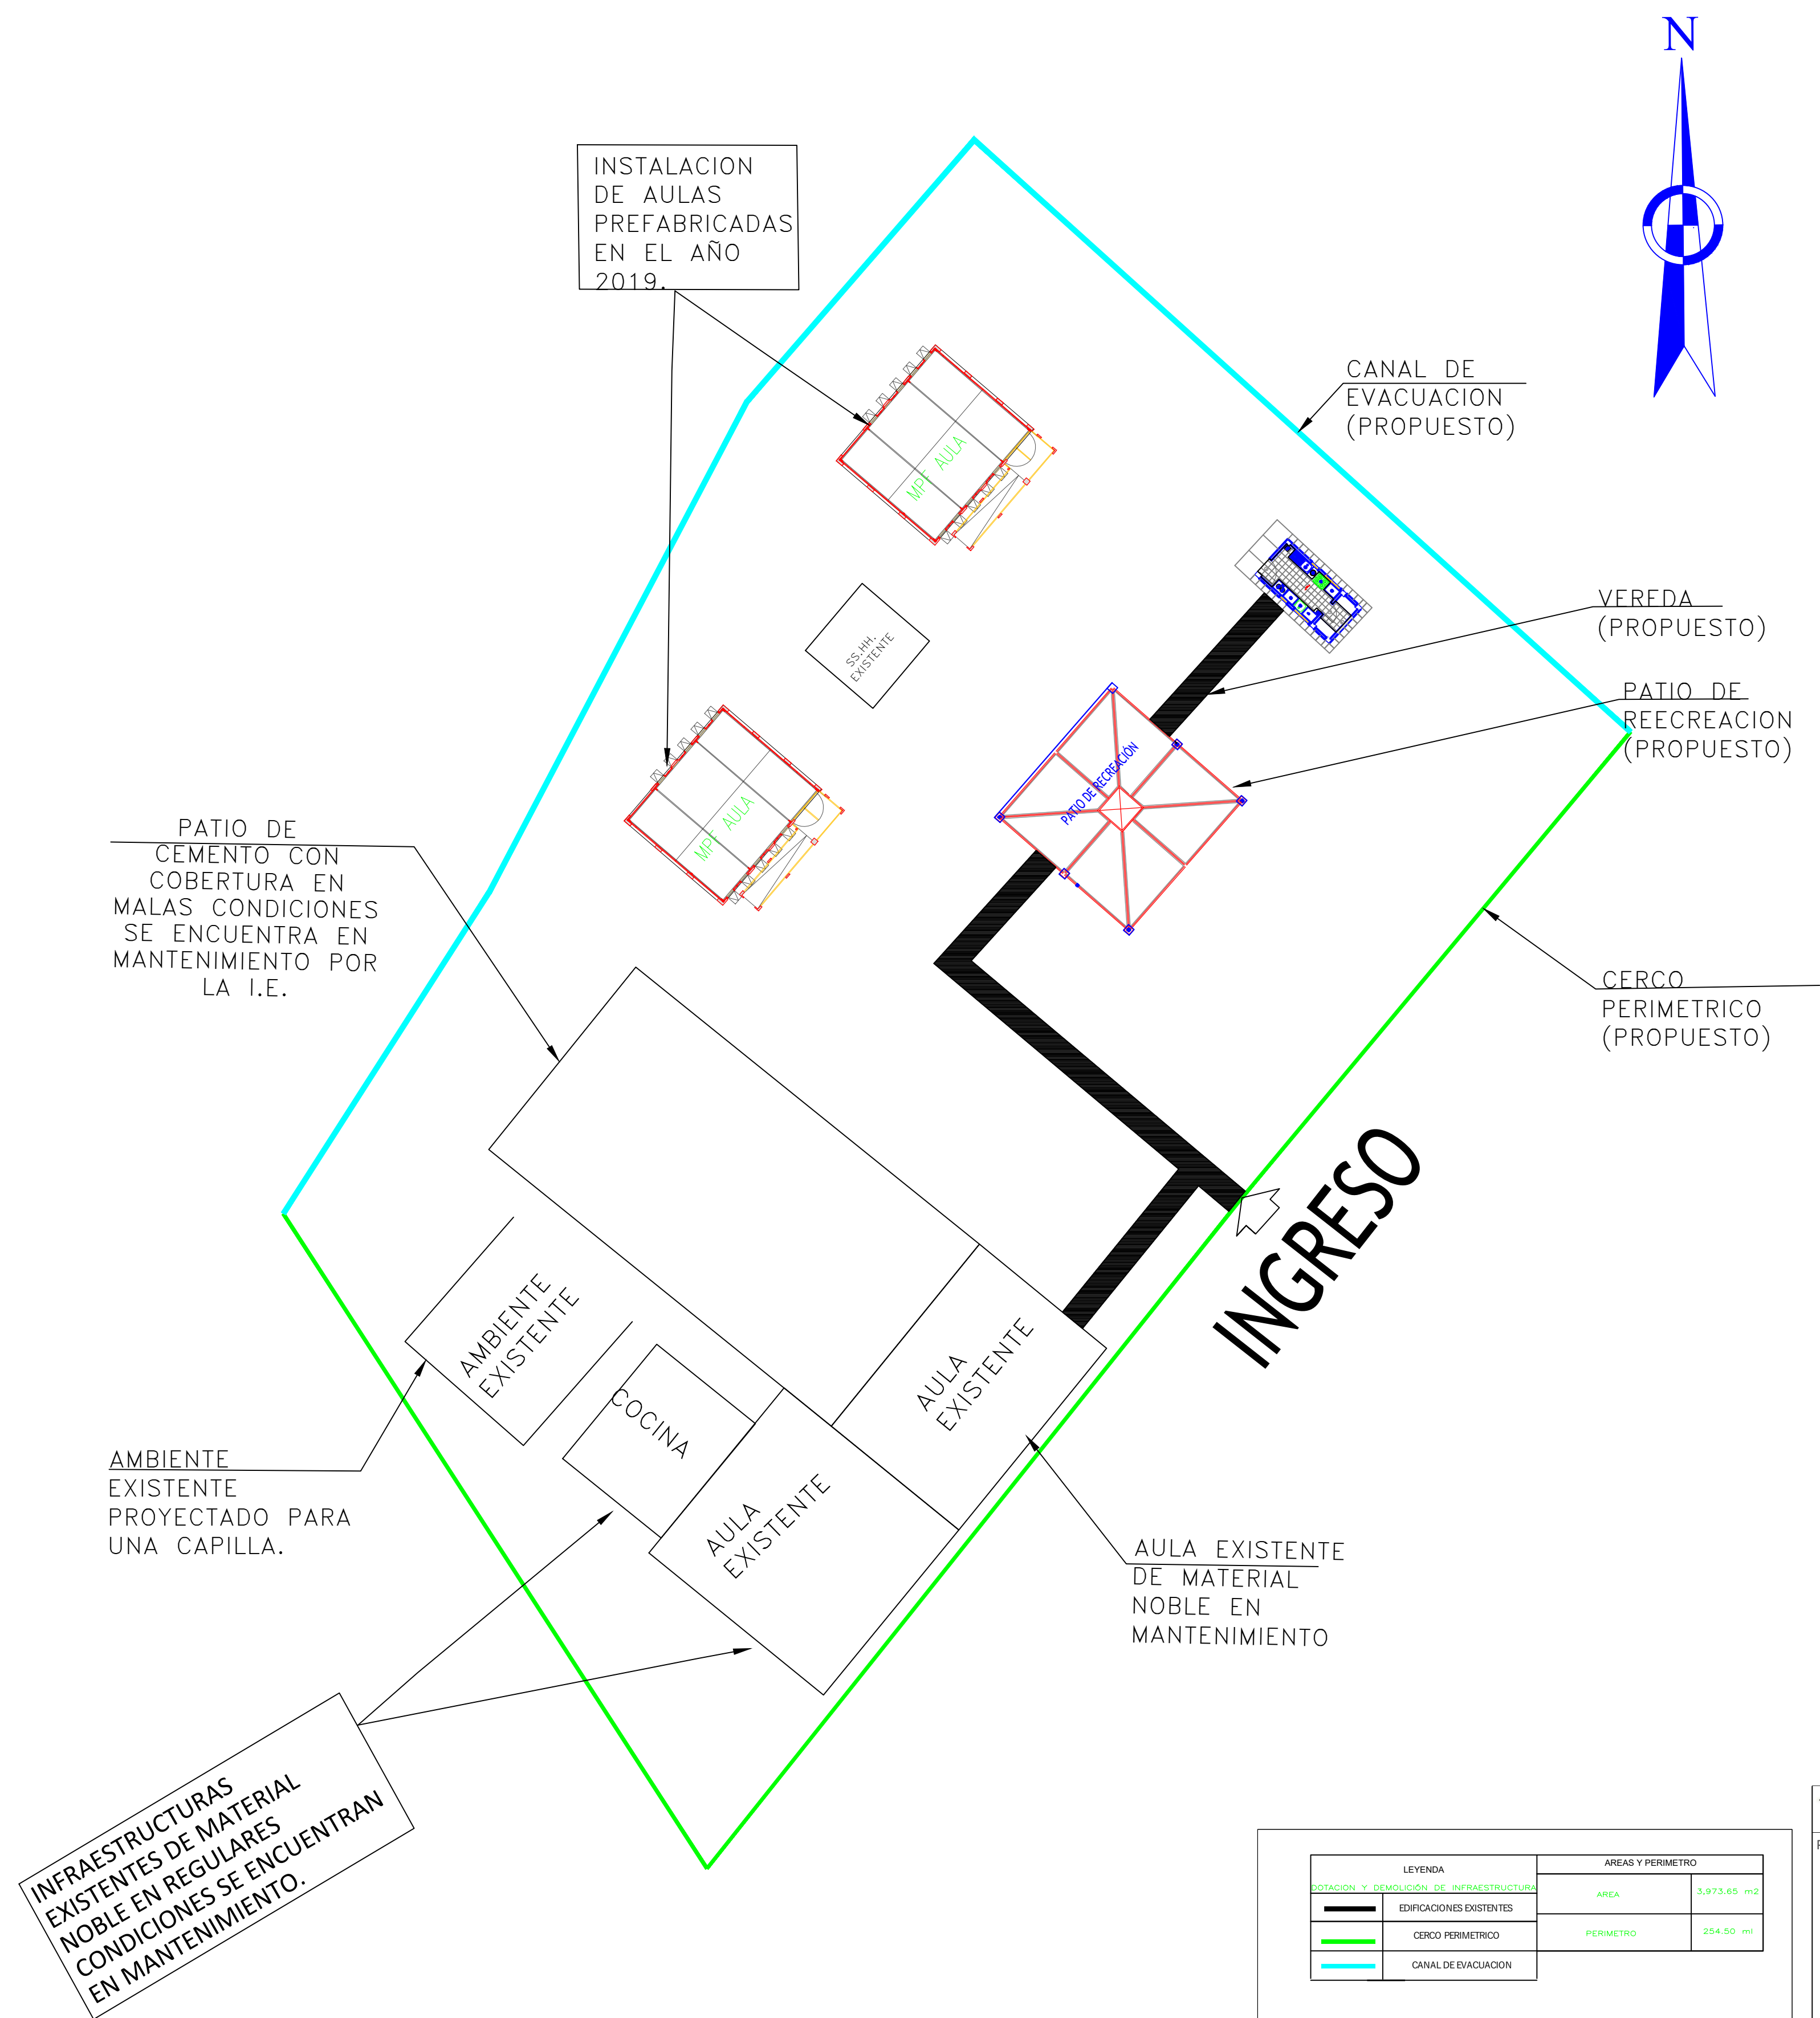 N
INSTALACION
DE AULAS
PREFABRICADAS
EN EL AÑO
2019.
CANAL DE
EVACUACION
(PROPUESTO)
MPF AULA
VEREDA
(PROPUESTO)
SS.HH.
EXISTENTE
PATIO DE
REECREACION
(PROPUESTO)
PATIO DE RECREACIÓN
MPF AULA
PATIO DE
CEMENTO CON
COBERTURA EN
MALAS CONDICIONES
SE ENCUENTRA EN
MANTENIMIENTO POR
LA I.E.
CERCO
PERIMETRICO
(PROPUESTO)
INGRESO
AMBIENTE
EXISTENTE
AULA
EXISTENTE
COCINA
AULA
EXISTENTE
AMBIENTE
EXISTENTE
PROYECTADO PARA
UNA CAPILLA.
AULA EXISTENTE
DE MATERIAL
NOBLE EN
MANTENIMIENTO
INFRAESTRUCTURAS
EXISTENTES DE MATERIAL
NOBLE EN REGULARES
CONDICIONES SE ENCUENTRAN
EN MANTENIMIENTO.
LEYENDA
DOTACION Y DEMOLICIÓN DE INFRAESTRUCTURA
EDIFICACIONES EXISTENTES
CERCO PERIMETRICO
CANAL DE EVACUACION
AREAS Y PERIMETRO
AREA 3,973.65 m2
PERIMETRO 254.50 ml